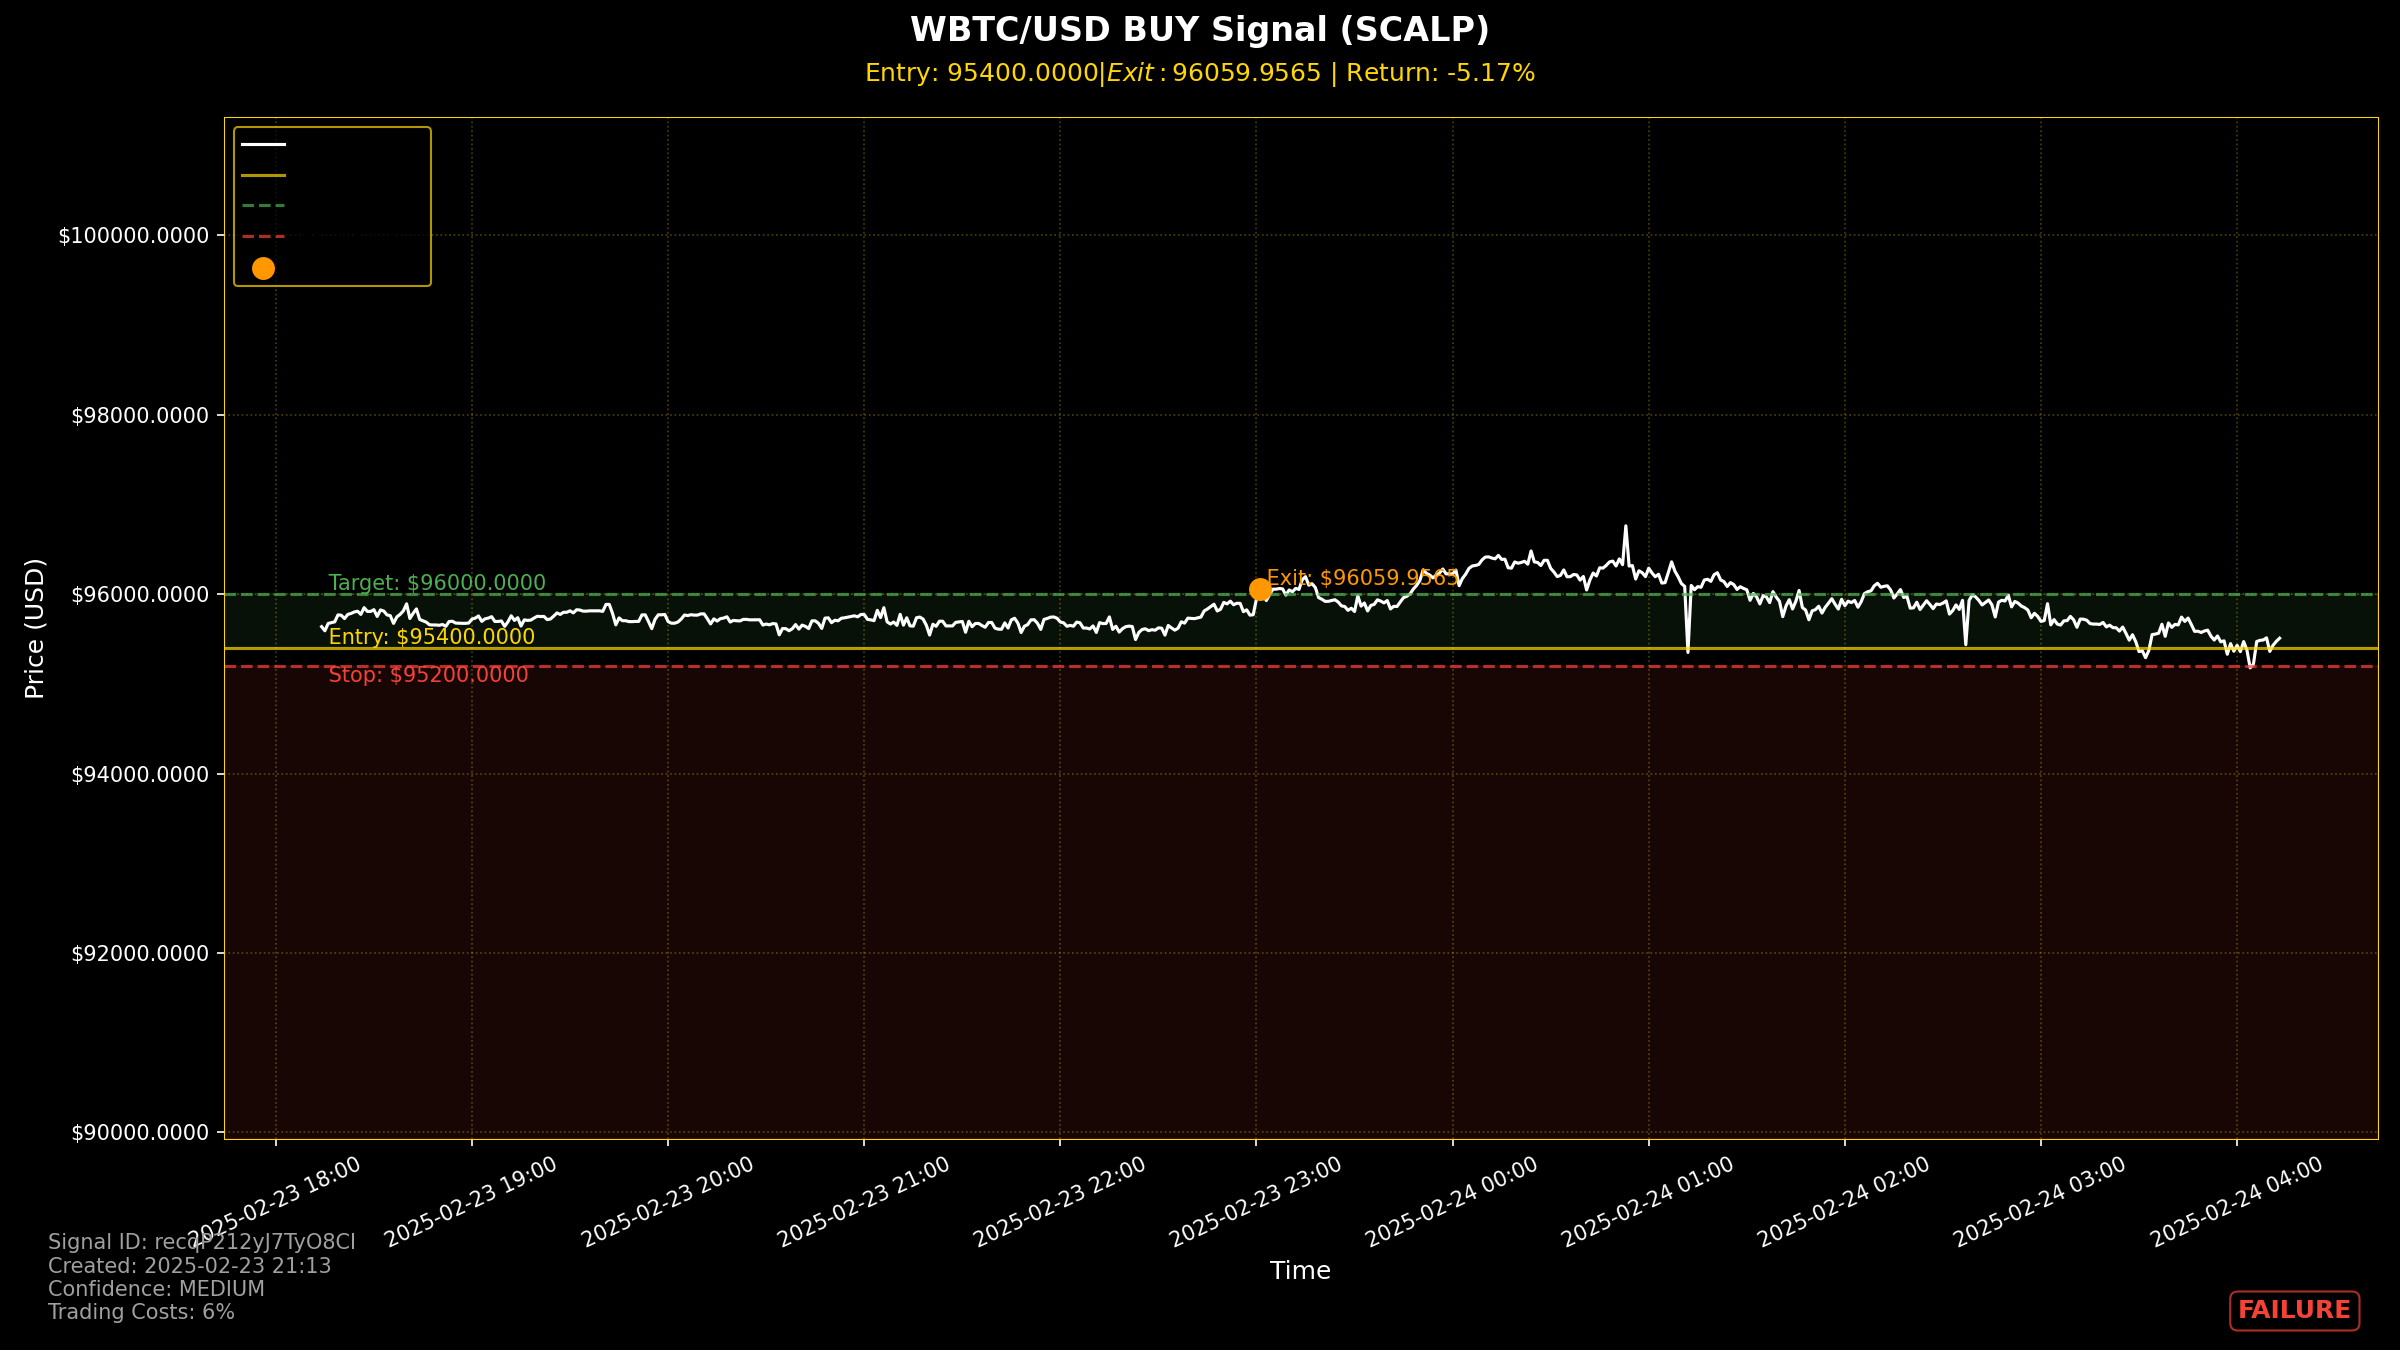 WBTC/USD BUY Signal (SCALP)
Entry: 95400.0000|Exit:96059.9565 | Return: -5.17%
$100000.0000
$98000.0000
$96000.0000
$94000.0000
$92000.0000
$90000.0000
Price (USD)
Target: $96000.0000
Entry: $95400.0000
Stop: $95200.0000
Exit: $96059.9565
2025-02-23 18:00
2025-02-23 19:00
2025-02-23 20:00
2025-02-23 21:00
2025-02-23 22:00
2025-02-23 23:00
2025-02-24 00:00
2025-02-24 01:00
2025-02-24 02:00
2025-02-24 03:00
2025-02-24 04:00
Time
Signal ID: recqP212yJ7TyO8CI
Created: 2025-02-23 21:13
Confidence: MEDIUM
Trading Costs: 6%
FAILURE